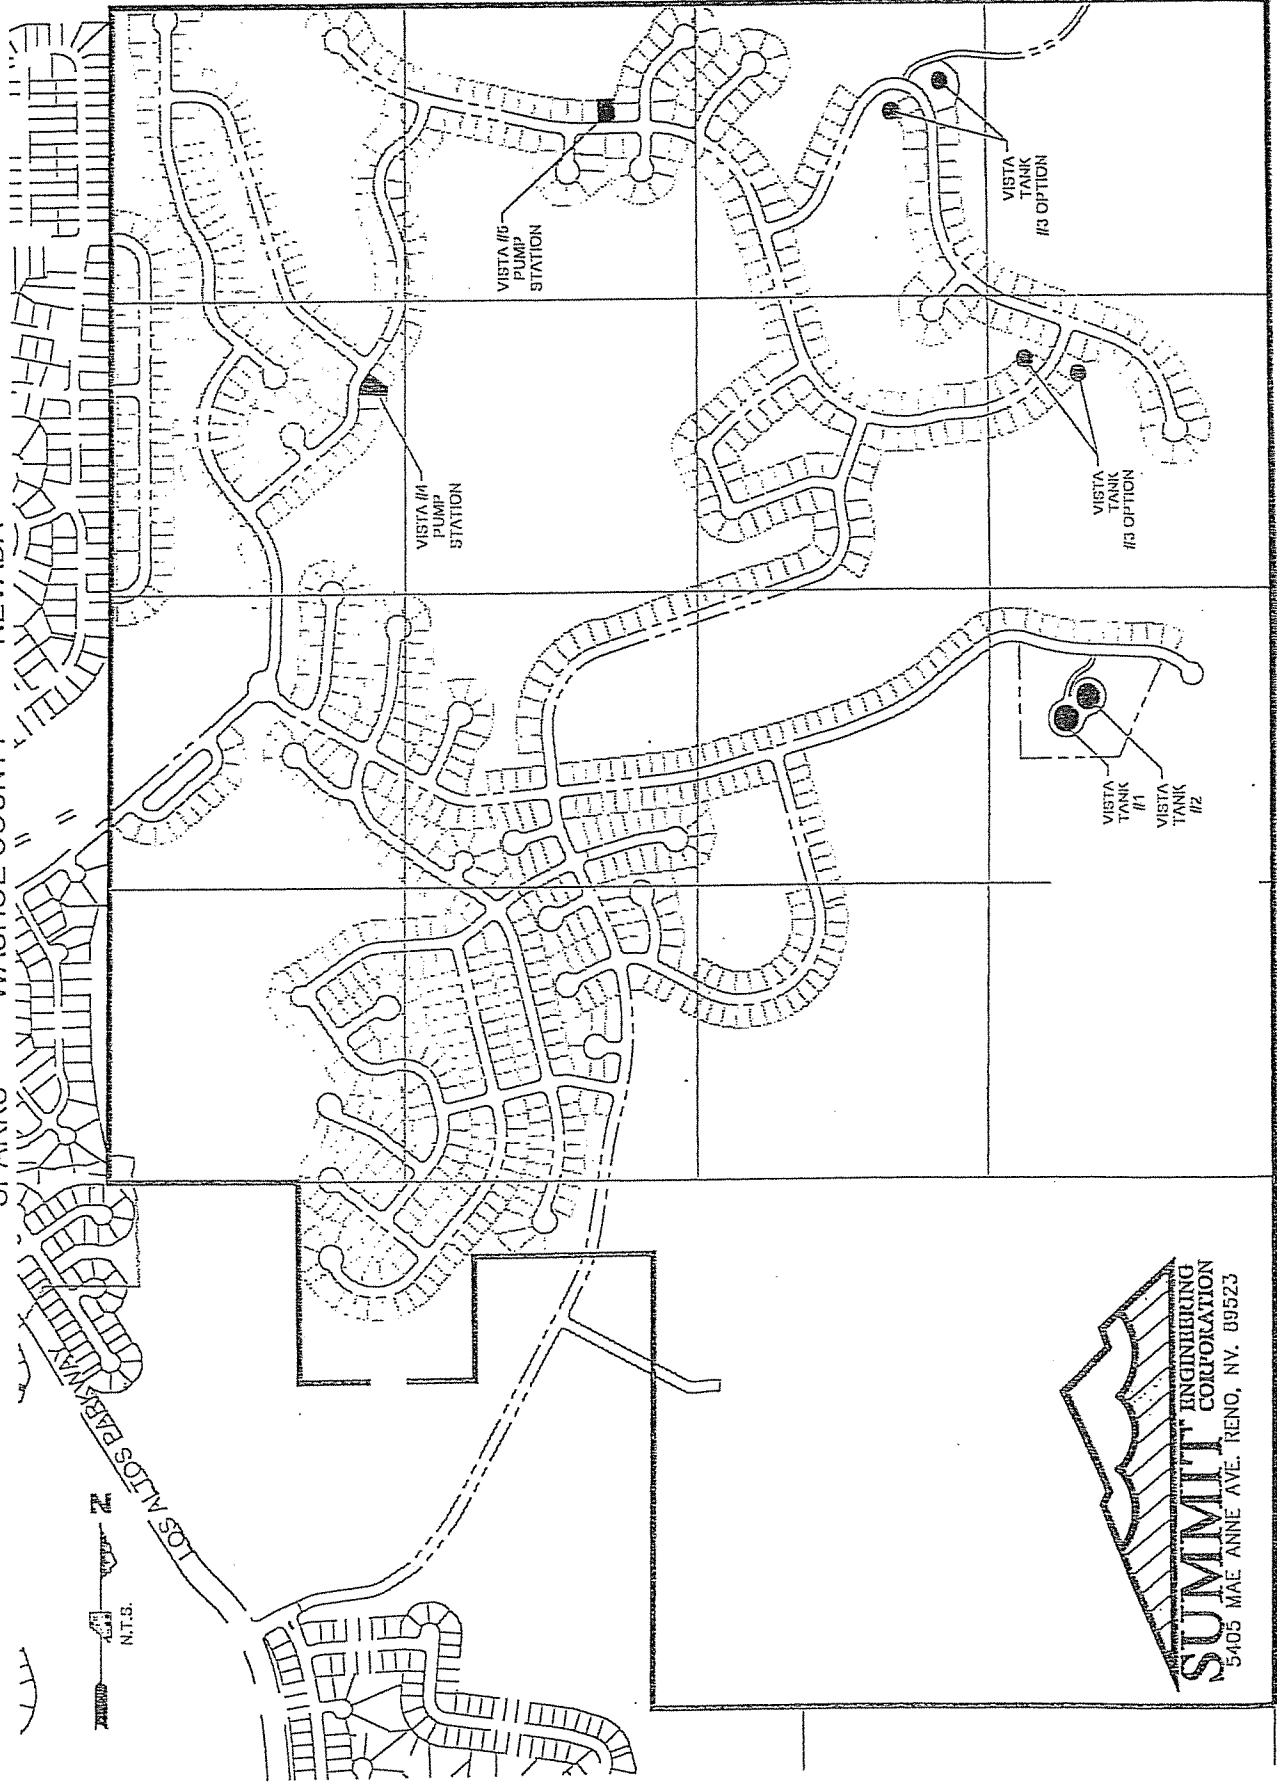 SPARKS WASHOE COUNTY NEVADA
LOS ALTOS PARKWAY
N
N.T.S.
VISTA #4
PUMP
STATION
VISTA #5
PUMP
STATION
VISTA
TANK
#3 OPTION
VISTA
TANK
#3 OPTION
VISTA
TANK
#1
VISTA
TANK
#2
SUMMIT ENGINEERING
CORPORATION
5405 MAE ANNE AVE. RENO, NV. 89523